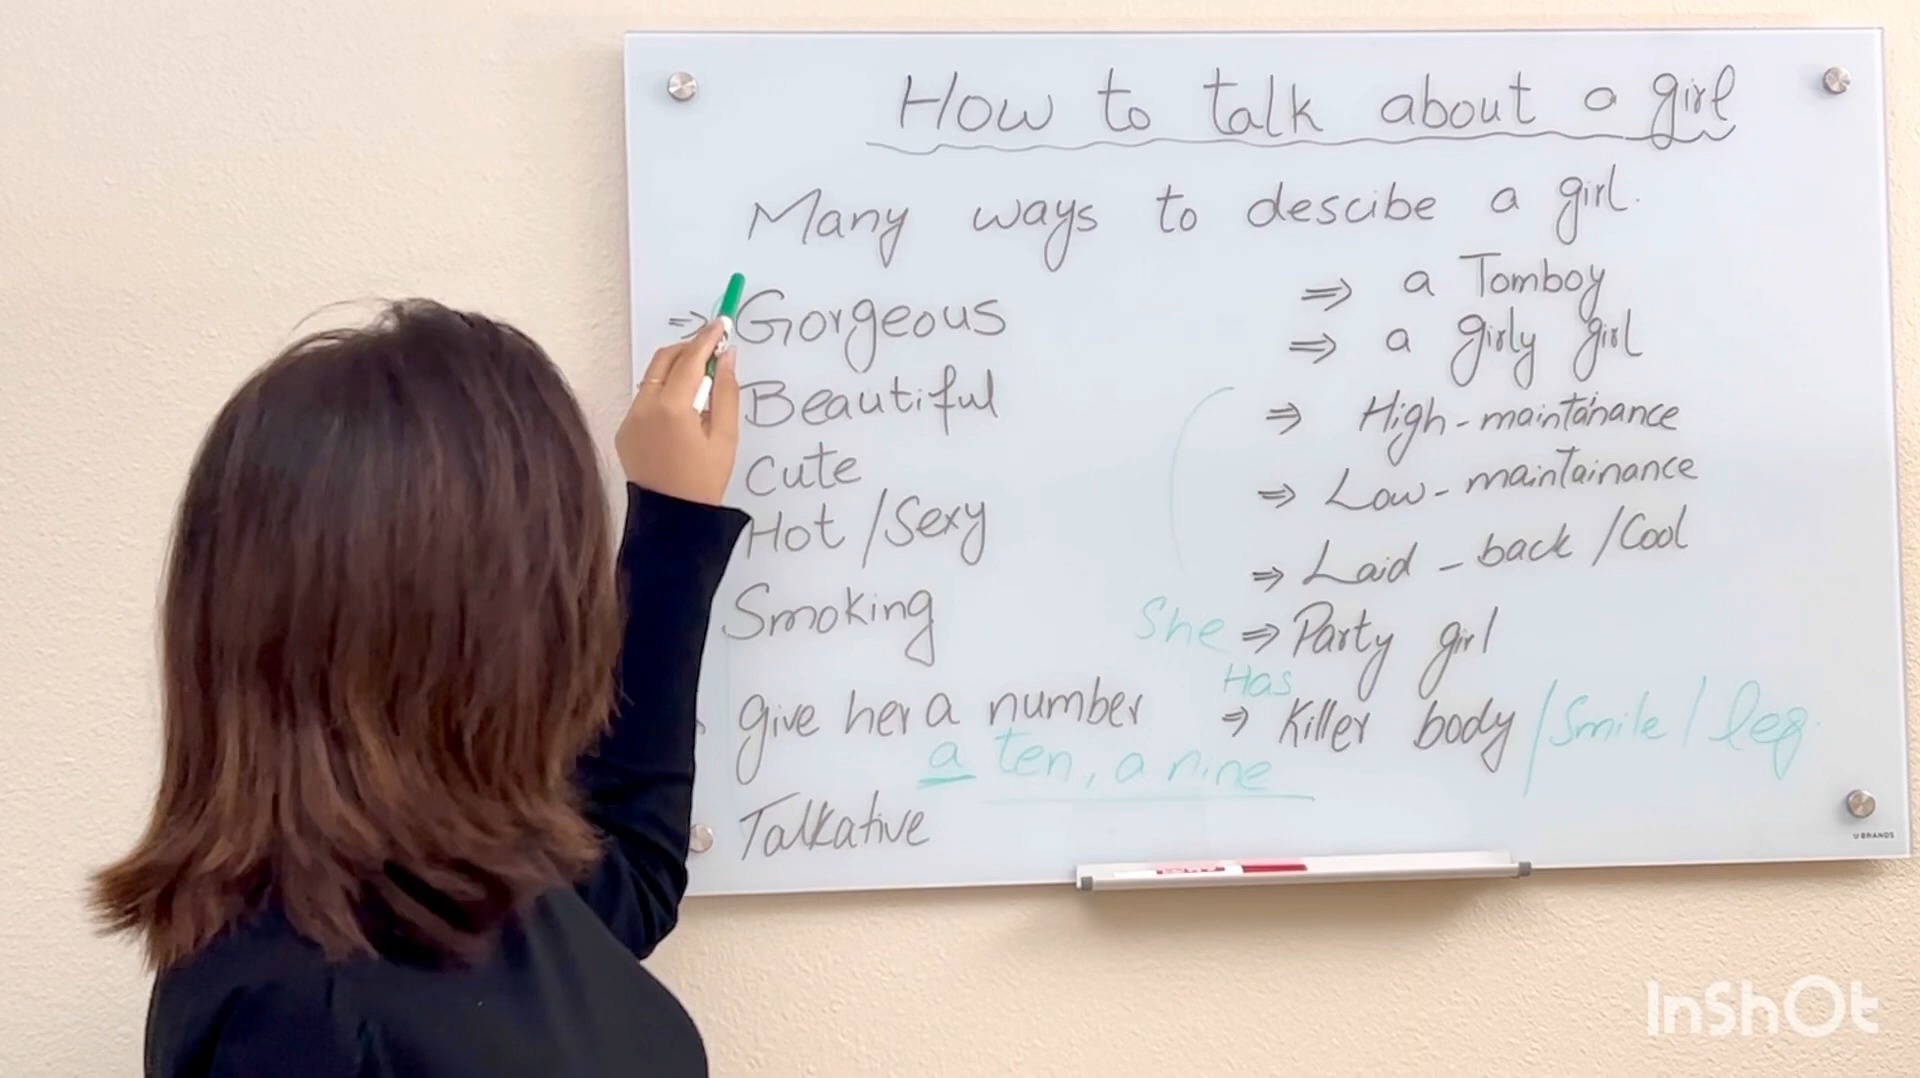 How to talk about a girl
Many ways to descibe a girl.
⇒ Gorgeous
Beautiful
Cute
Hot / Sexy
Smoking
give her a number
a ten, a nine
Talkative
⇒ a Tomboy
⇒ a girly girl
⇒ High-maintainance
⇒ Low-maintainance
⇒ Laid-back / Cool
She ⇒ Party girl
Has
⇒ Killer body / Smile / leg.
U BRANDS
InShOt